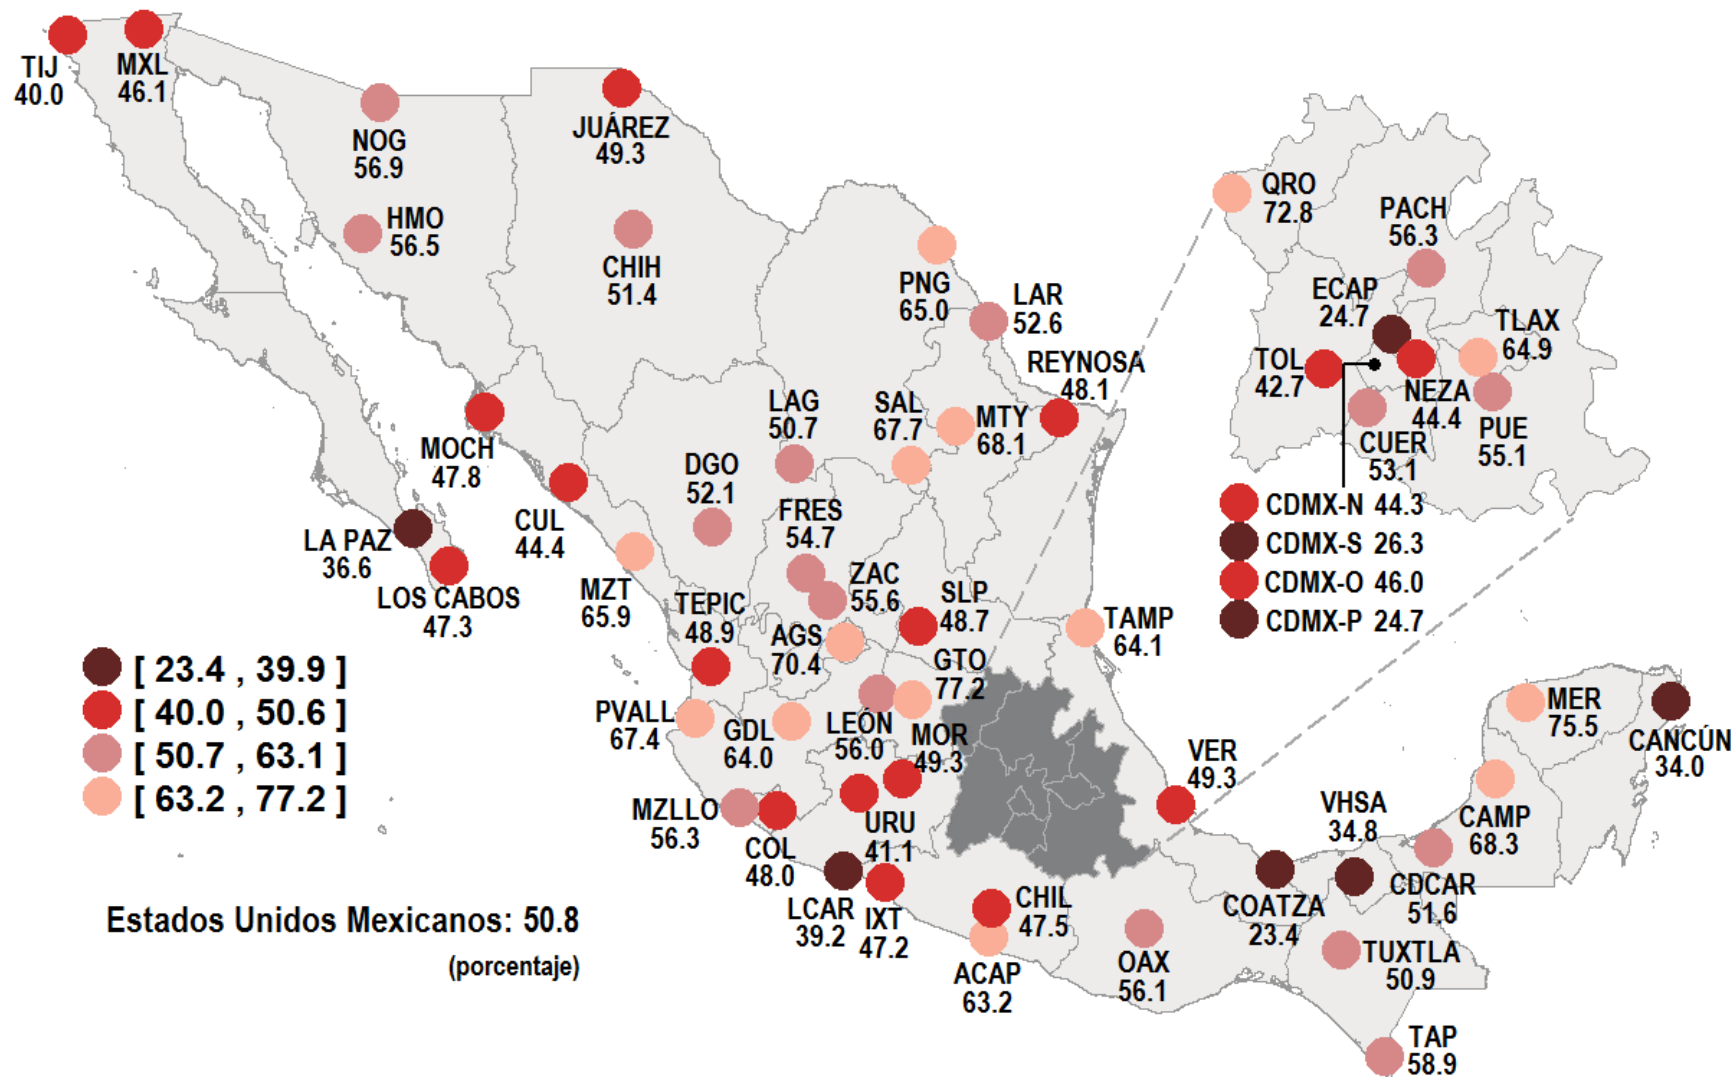 TIJ
40.0
MXL
46.1
NOG
56.9
HMO
56.5
JUÁREZ
49.3
CHIH
51.4
PNG
65.0
LAR
52.6
REYNOSA
48.1
MOCH
47.8
LAG
50.7
SAL
67.7
MTY
68.1
DGO
52.1
CUL
44.4
LA PAZ
36.6
LOS CABOS
47.3
MZT
65.9
FRES
54.7
ZAC
55.6
TEPIC
48.9
AGS
70.4
SLP
48.7
TAMP
64.1
GTO
77.2
PVALL
67.4
GDL
64.0
LEÓN
56.0
MOR
49.3
MZLLO
56.3
COL
48.0
URU
41.1
LCAR
39.2
IXT
47.2
CHIL
47.5
ACAP
63.2
OAX
56.1
VER
49.3
COATZA
23.4
VHSA
34.8
CDCAR
51.6
CAMP
68.3
MER
75.5
CANCÚN
34.0
TUXTLA
50.9
TAP
58.9
QRO
72.8
PACH
56.3
ECAP
24.7
TLAX
64.9
TOL
42.7
NEZA
44.4
CUER
53.1
PUE
55.1
CDMX-N 44.3
CDMX-S 26.3
CDMX-O 46.0
CDMX-P 24.7
[ 23.4 , 39.9 ]
[ 40.0 , 50.6 ]
[ 50.7 , 63.1 ]
[ 63.2 , 77.2 ]
Estados Unidos Mexicanos: 50.8
(porcentaje)